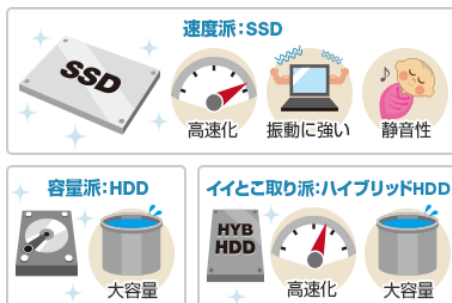 速度派:SSD
SSD
高速化
振動に強い
静音性
容量派:HDD
大容量
イイとこ取り派:ハイブリッドHDD
HYB
HDD
高速化
大容量